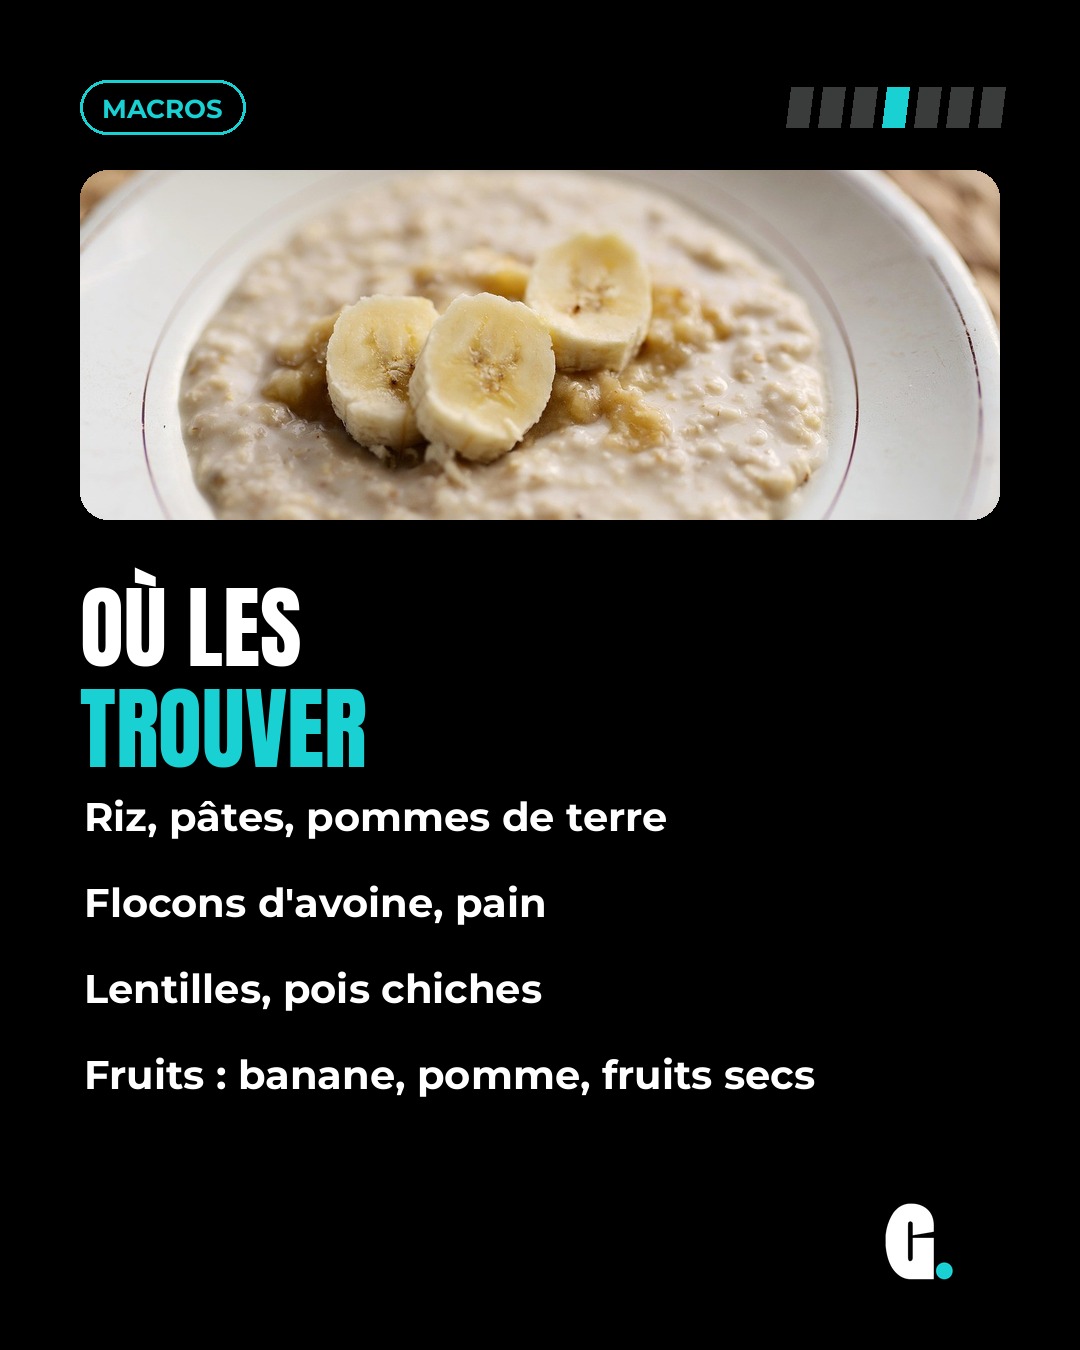 MACROS
OÙ LES
TROUVER
Riz, pâtes, pommes de terre
Flocons d'avoine, pain
Lentilles, pois chiches
Fruits : banane, pomme, fruits secs
G.